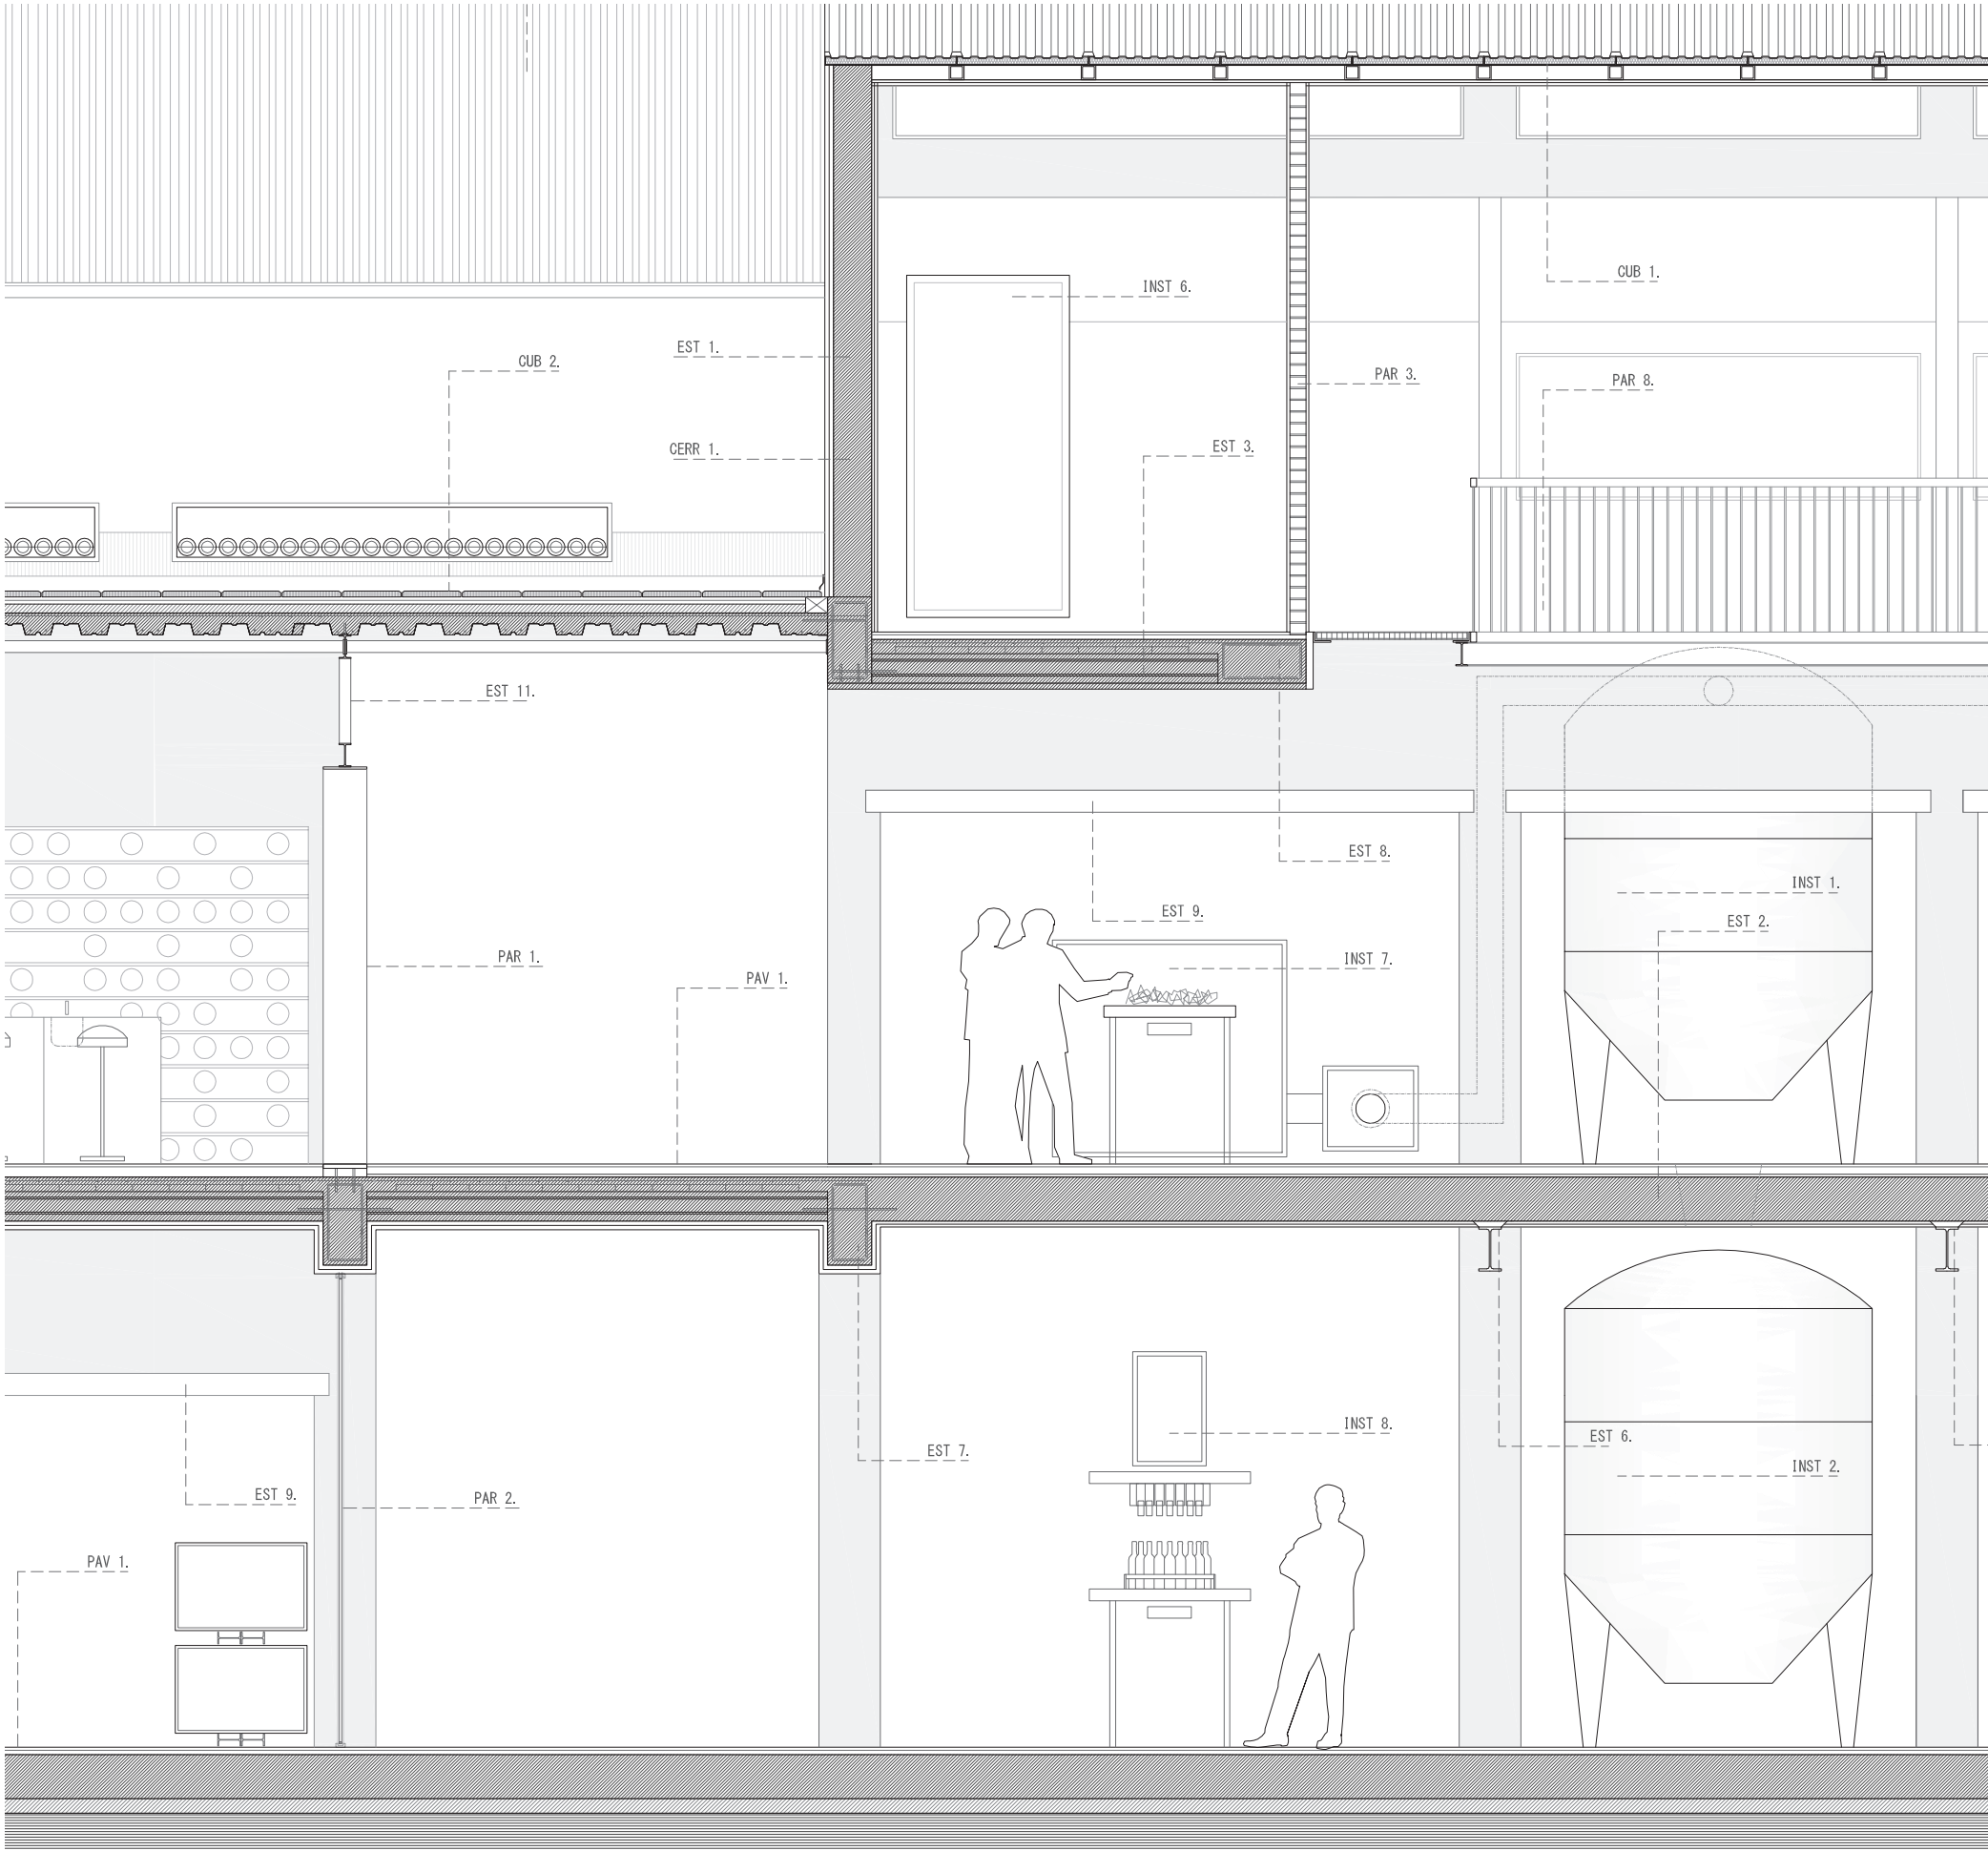 CUB 1.
INST 6.
EST 1.
CUB 2.
PAR 3.
PAR 8.
CERR 1.
EST 3.
EST 11.
EST 8.
INST 1.
EST 9.
EST 2.
PAR 1.
INST 7.
PAV 1.
INST 8.
EST 6.
EST 7.
INST 2.
EST 9.
PAR 2.
PAV 1.